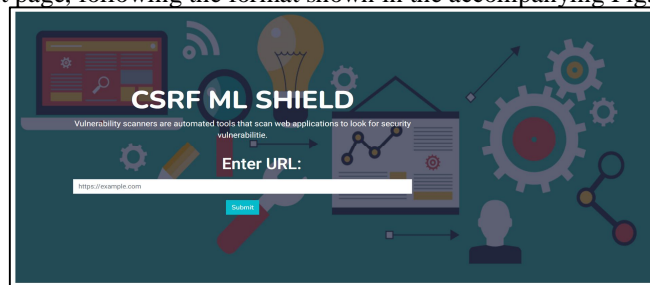 t page, following the format shown in the accompanying Fig.
CSRF ML SHIELD
Vulnerability scanners are automated tools that scan web applications to look for security
vulnerabilitie.
Enter URL:
https://example.com
Submit